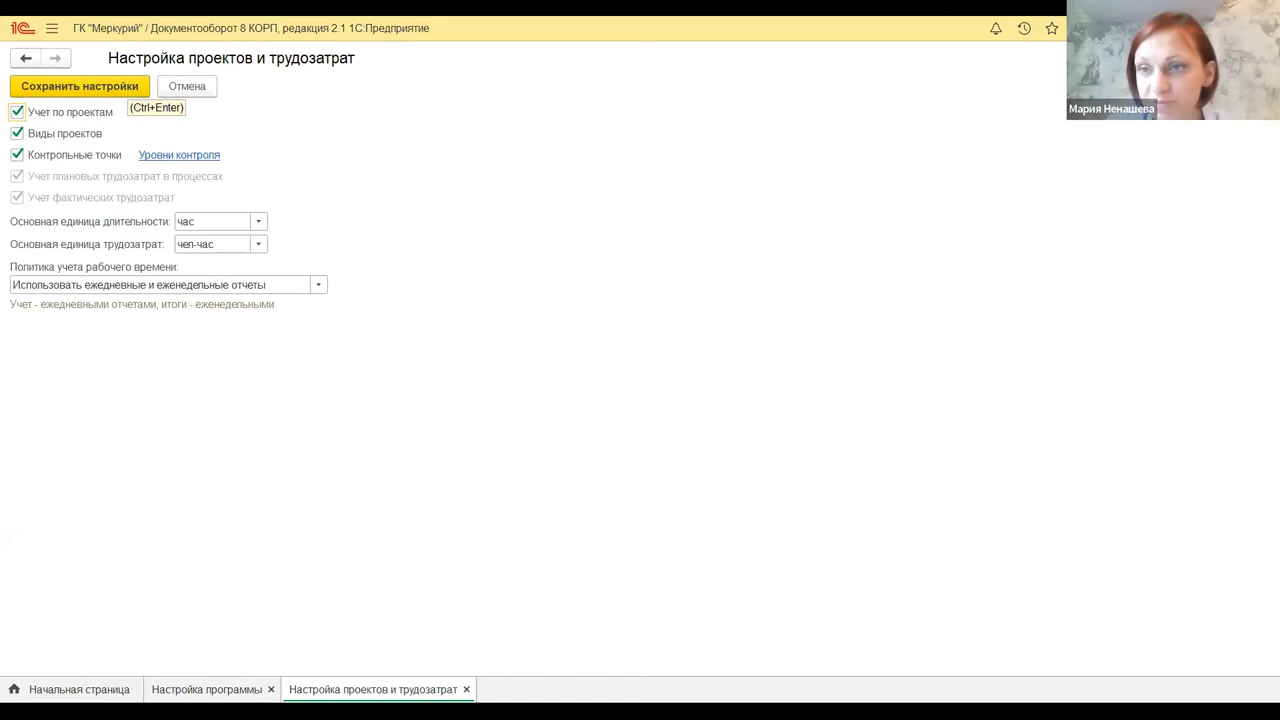 1С ГК "Меркурий" / Документооборот 8 КОРП, редакция 2.1 1С:Предприятие
Настройка проектов и трудозатрат
Сохранить настройки Отмена
(Ctrl+Enter)
Учет по проектам
Виды проектов
Контрольные точки Уровни контроля
Учет плановых трудозатрат в процессах
Учет фактических трудозатрат
Основная единица длительности: час
Основная единица трудозатрат: чел-час
Политика учета рабочего времени:
Использовать ежедневные и еженедельные отчеты
Учет - ежедневными отчетами, итоги - еженедельными
Мария Ненашева
Начальная страница Настройка программы Настройка проектов и трудозатрат